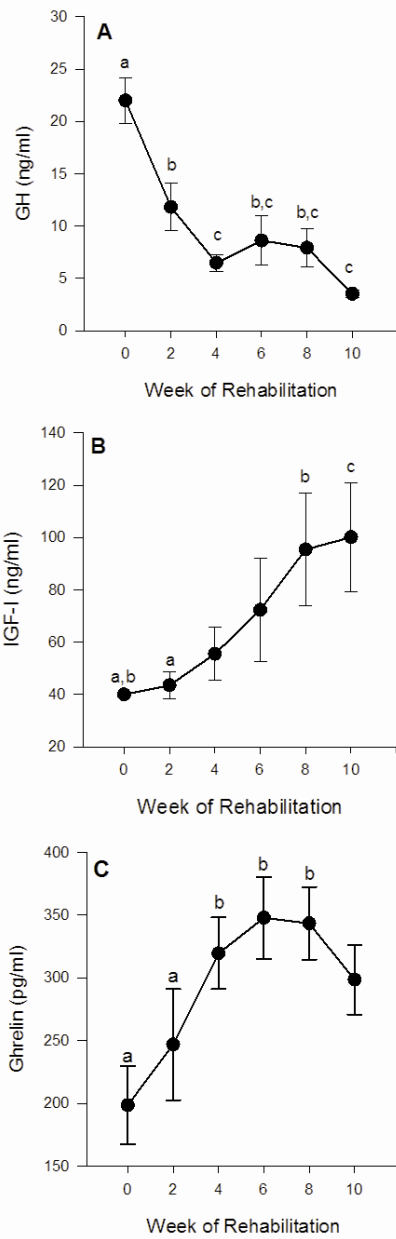 A
30
25
20
15
10
5
0
GH (ng/ml)
a
b
c
b,c
b,c
c
0 2 4 6 8 10
Week of Rehabilitation
B
140
120
100
80
60
40
20
IGF-I (ng/ml)
a,b
a
b
c
0 2 4 6 8 10
Week of Rehabilitation
C
400
350
300
250
200
150
Ghrelin (pg/ml)
a
a
b
b
b
0 2 4 6 8 10
Week of Rehabilitation